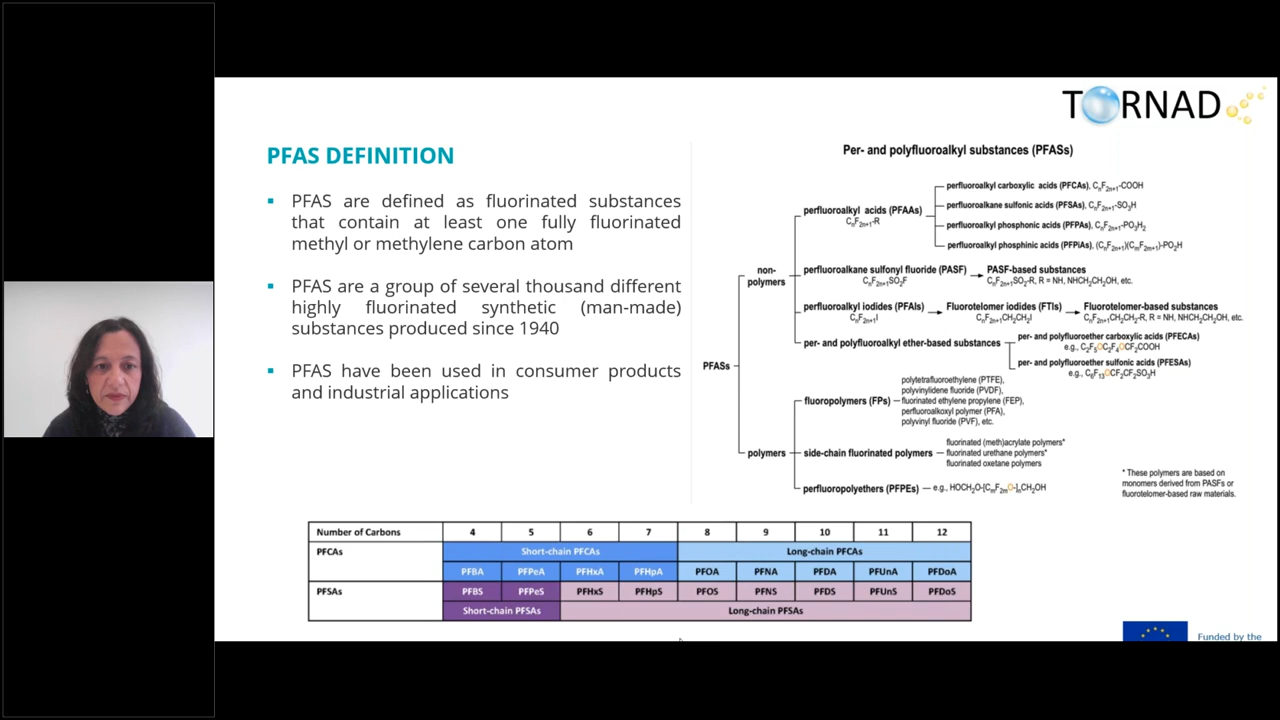 TORNAD
PFAS DEFINITION
▪ PFAS are defined as fluorinated substances
that contain at least one fully fluorinated
methyl or methylene carbon atom
▪ PFAS are a group of several thousand different
highly fluorinated synthetic (man-made)
substances produced since 1940
▪ PFAS have been used in consumer products
and industrial applications
Per- and polyfluoroalkyl substances (PFASs)
PFASs
non-
polymers
perfluoroalkyl acids (PFAAs)
CnF2n+1-R
perfluoroalkyl carboxylic acids (PFCAs), CnF2n+1-COOH
perfluoroalkane sulfonic acids (PFSAs), CnF2n+1-SO3H
perfluoroalkyl phosphonic acids (PFPAs), CnF2n+1-PO3H2
perfluoroalkyl phosphinic acids (PFPiAs), (CnF2n+1)(CmF2m+1)-PO2H
perfluoroalkane sulfonyl fluoride (PASF)
CnF2n+1SO2F
PASF-based substances
CnF2n+1SO2-R, R = NH, NHCH2CH2OH, etc.
perfluoroalkyl iodides (PFAIs)
CnF2n+1I
Fluorotelomer iodides (FTIs)
CnF2n+1CH2CH2I
Fluorotelomer-based substances
CnF2n+1CH2CH2-R, R = NH, NHCH2CH2OH, etc.
per- and polyfluoroalkyl ether-based substances
per- and polyfluoroether carboxylic acids (PFECAs)
e.g., C2F5OC2F4OCF2COOH
per- and polyfluoroether sulfonic acids (PFESAs)
e.g., C6F13OCF2CF2SO3H
polymers
fluoropolymers (FPs)
polytetrafluoroethylene (PTFE),
polyvinylidene fluoride (PVDF),
fluorinated ethylene propylene (FEP),
perfluoroalkoxyl polymer (PFA),
polyvinyl fluoride (PVF), etc.
side-chain fluorinated polymers
fluorinated (meth)acrylate polymers*
fluorinated urethane polymers*
fluorinated oxetane polymers
perfluoropolyethers (PFPEs)
e.g., HOCH2O-[CmF2mO-]nCH2OH
* These polymers are based on
monomers derived from PASFs or
fluorotelomer-based raw materials.
Number of Carbons 4 5 6 7 8 9 10 11 12
PFCAs Short-chain PFCAs Long-chain PFCAs
PFBA PFPeA PFHxA PFHpA PFOA PFNA PFDA PFUnA PFDoA
PFSAs PFBS PFPeS PFHxS PFHpS PFOS PFNS PFDS PFUnS PFDoS
Short-chain PFSAs Long-chain PFSAs
Funded by the